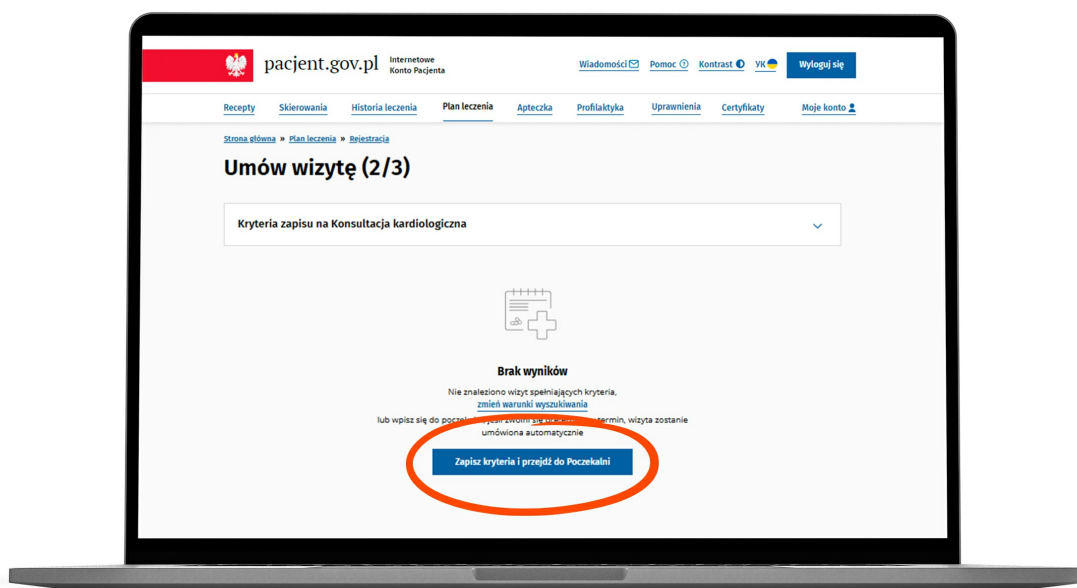 pacjent.gov.pl
Internetowe
Konto Pacjenta
Wiadomości Pomoc Kontrast УК Wyloguj się
Recepty Skierowania Historia leczenia Plan leczenia Apteczka Profilaktyka Uprawnienia Certyfikaty Moje konto
Strona główna » Plan leczenia » Rejestracja
Umów wizytę (2/3)
Kryteria zapisu na Konsultacja kardiologiczna
Brak wyników
Nie znaleziono wizyt spełniających kryteria,
zmień warunki wyszukiwania
lub wpisz się do zwolni się termin, wizyta zostanie
umówiona automatycznie
Zapisz kryteria i przejdź do Poczekalni